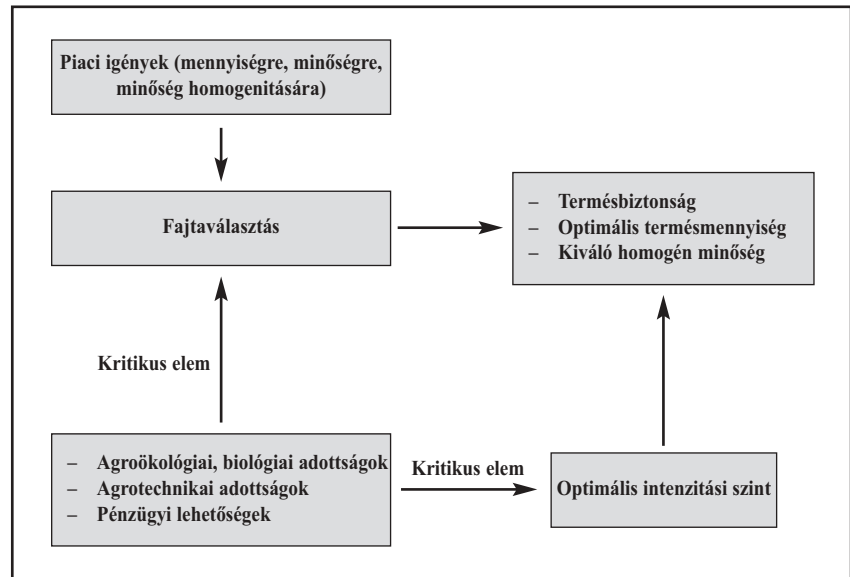 Piaci igények (mennyiségre, minőségre,
minőség homogenitására)
Fajtaválasztás
– Termésbiztonság
– Optimális termésmennyiség
– Kiváló homogén minőség
Kritikus elem
– Agroökológiai, biológiai adottságok
– Agrotechnikai adottságok
– Pénzügyi lehetőségek
Kritikus elem
Optimális intenzitási szint